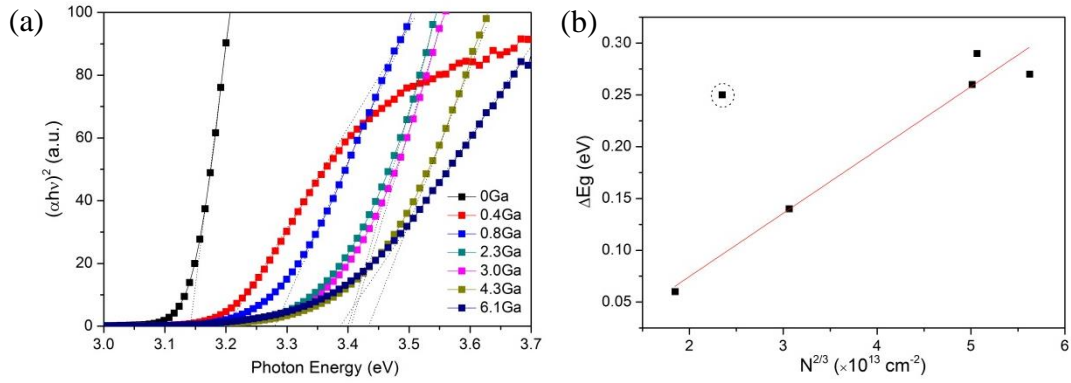 (a)
100
80
60
40
20
0
(αhν)² (a.u.)
0Ga
0.4Ga
0.8Ga
2.3Ga
3.0Ga
4.3Ga
6.1Ga
3.0 3.1 3.2 3.3 3.4 3.5 3.6 3.7
Photon Energy (eV)
(b)
0.30
0.25
0.20
0.15
0.10
0.05
ΔEg (eV)
2 3 4 5 6
N^2/3 (×10^13 cm^-2)